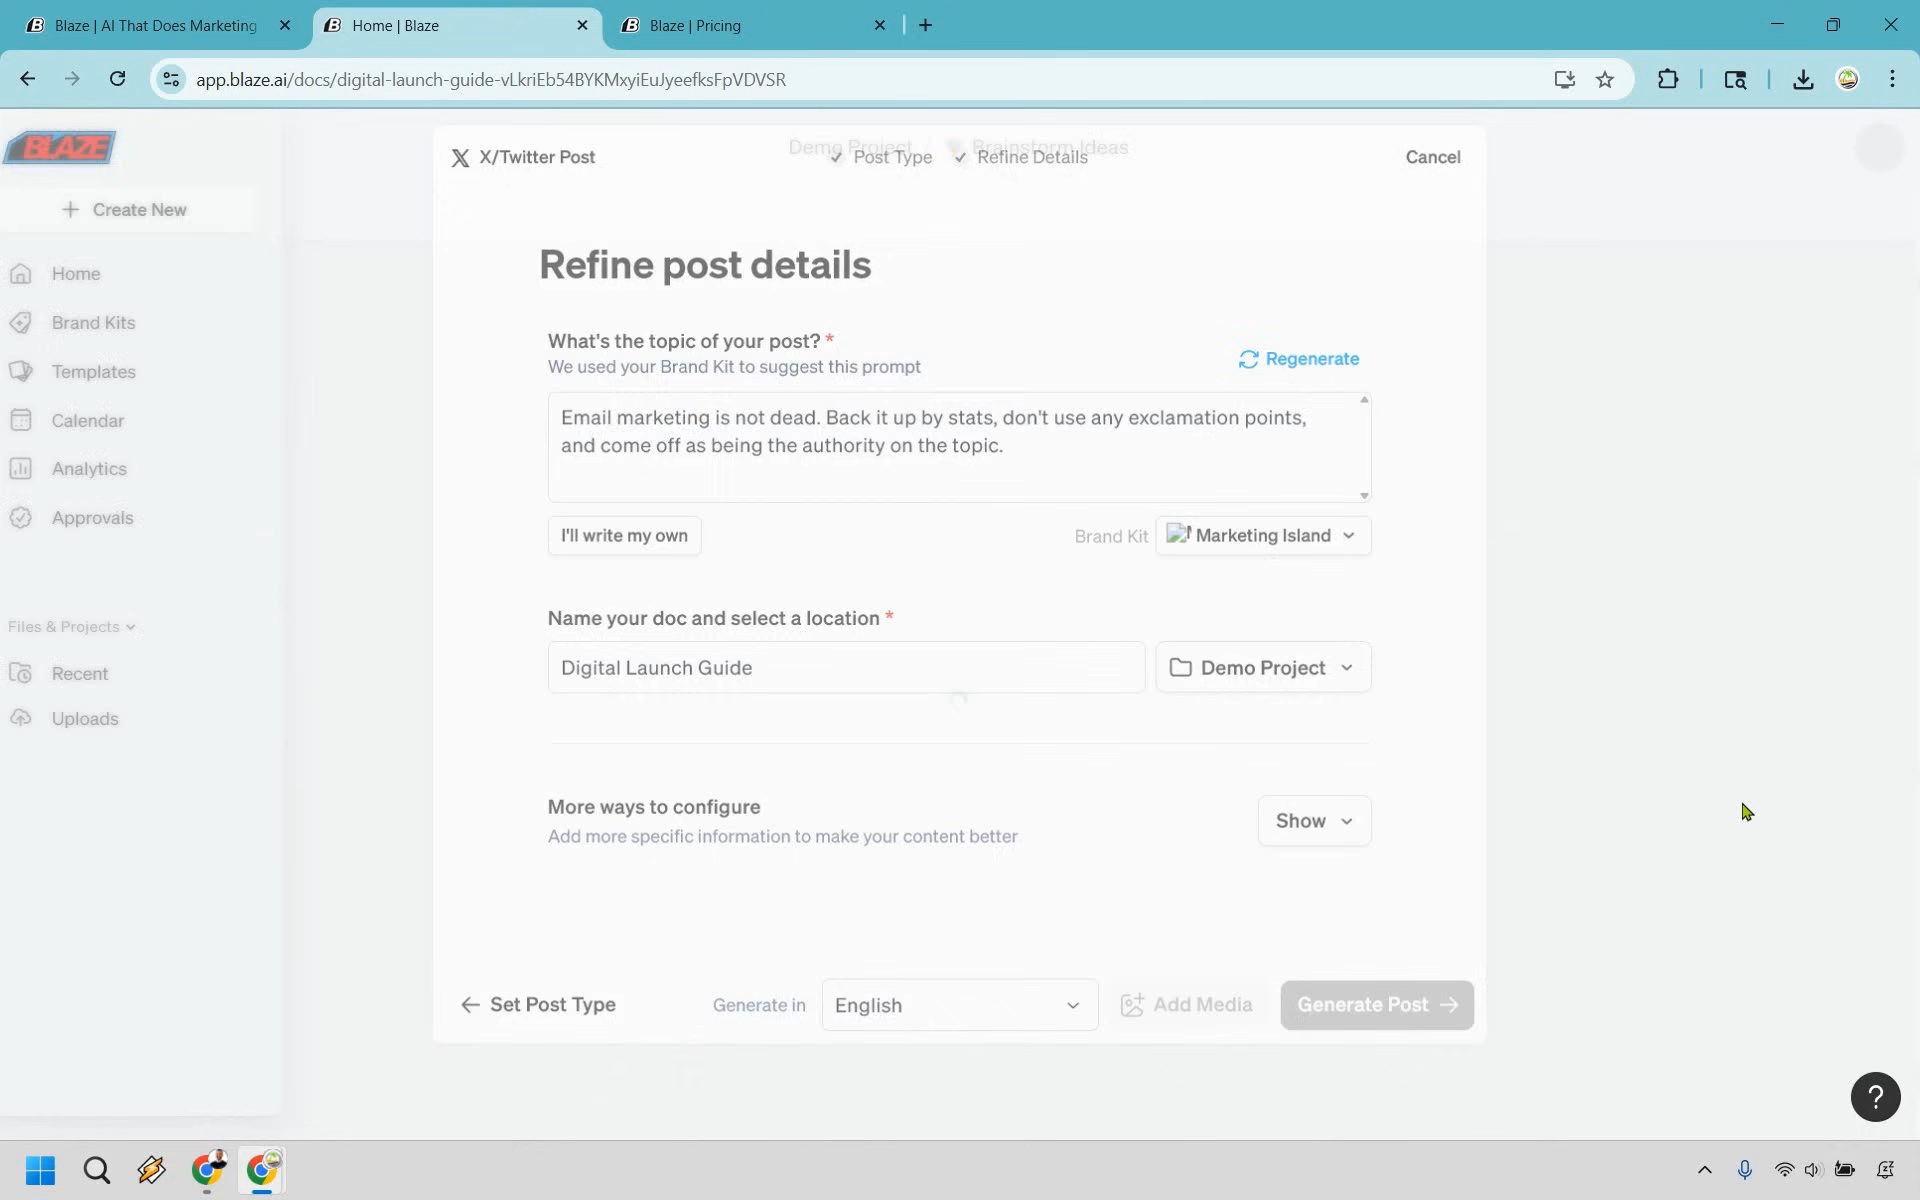 Blaze | AI That Does Marketing
Home | Blaze
Blaze | Pricing
app.blaze.ai/docs/digital-launch-guide-vLkriEb54BYKMxyiEuJyeefksFpVDVSR
BLAZE
X/Twitter Post
Demo Project / Brainstorm Ideas
Post Type
Refine Details
Cancel
Create New
Home
Brand Kits
Templates
Calendar
Analytics
Approvals
Files & Projects
Recent
Uploads
Refine post details
What's the topic of your post? *
We used your Brand Kit to suggest this prompt
Regenerate
Email marketing is not dead. Back it up by stats, don't use any exclamation points,
and come off as being the authority on the topic.
I'll write my own
Brand Kit
Marketing Island
Name your doc and select a location *
Digital Launch Guide
Demo Project
More ways to configure
Add more specific information to make your content better
Show
Set Post Type
Generate in
English
Add Media
Generate Post
?